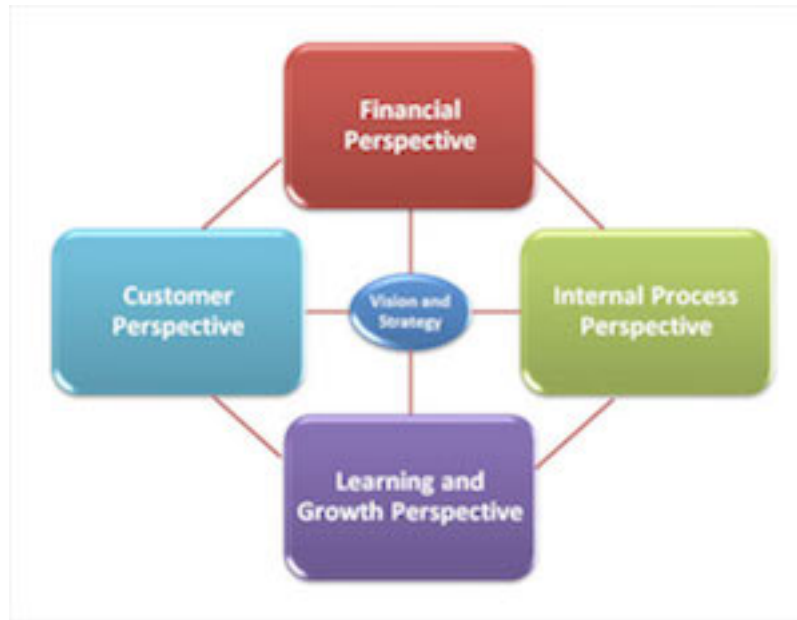 Financial
Perspective
Customer
Perspective
Vision and
Strategy
Internal Process
Perspective
Learning and
Growth Perspective